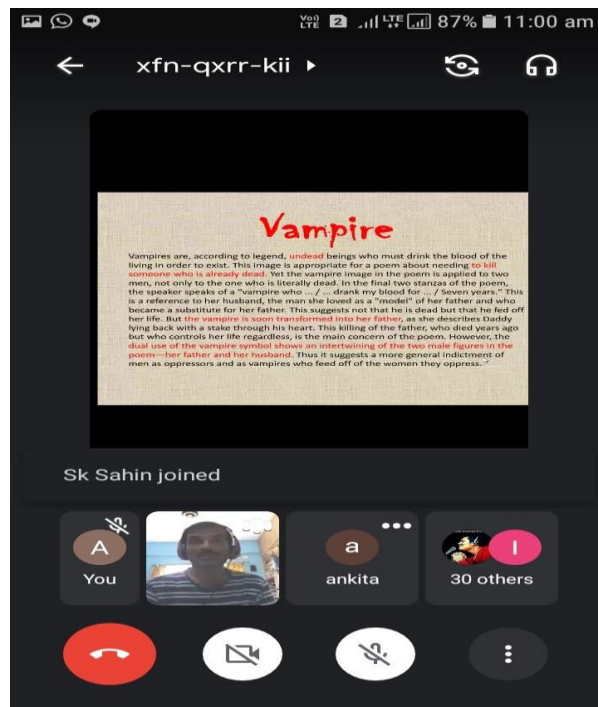 Voo) LTE 2 LTE 87% 11:00 am
xfn-qxrr-kii
Vampire
Vampires are, according to legend, undead beings who must drink the blood of the
living in order to exist. This image is appropriate for a poem about needing to kill
someone who is already dead. Yet the vampire image in the poem is applied to two
men, not only to the one who is literally dead. In the final two stanzas of the poem,
the speaker speaks of a "vampire who ... / ... drank my blood for ... / Seven years." This
is a reference to her husband, the man she loved as a "model" of her father and who
became a substitute for her father. This suggests not that he is dead but that he fed off
her life. But the vampire is soon transformed into her father, as she describes Daddy
lying back with a stake through his heart. This killing of the father, who died years ago
but who controls her life regardless, is the main concern of the poem. However, the
dual use of the vampire symbol shows an intertwining of the two male figures in the
poem—her father and her husband. Thus it suggests a more general indictment of
men as oppressors and as vampires who feed off of the women they oppress.
Sk Sahin joined
A
You
a
ankita
I
30 others